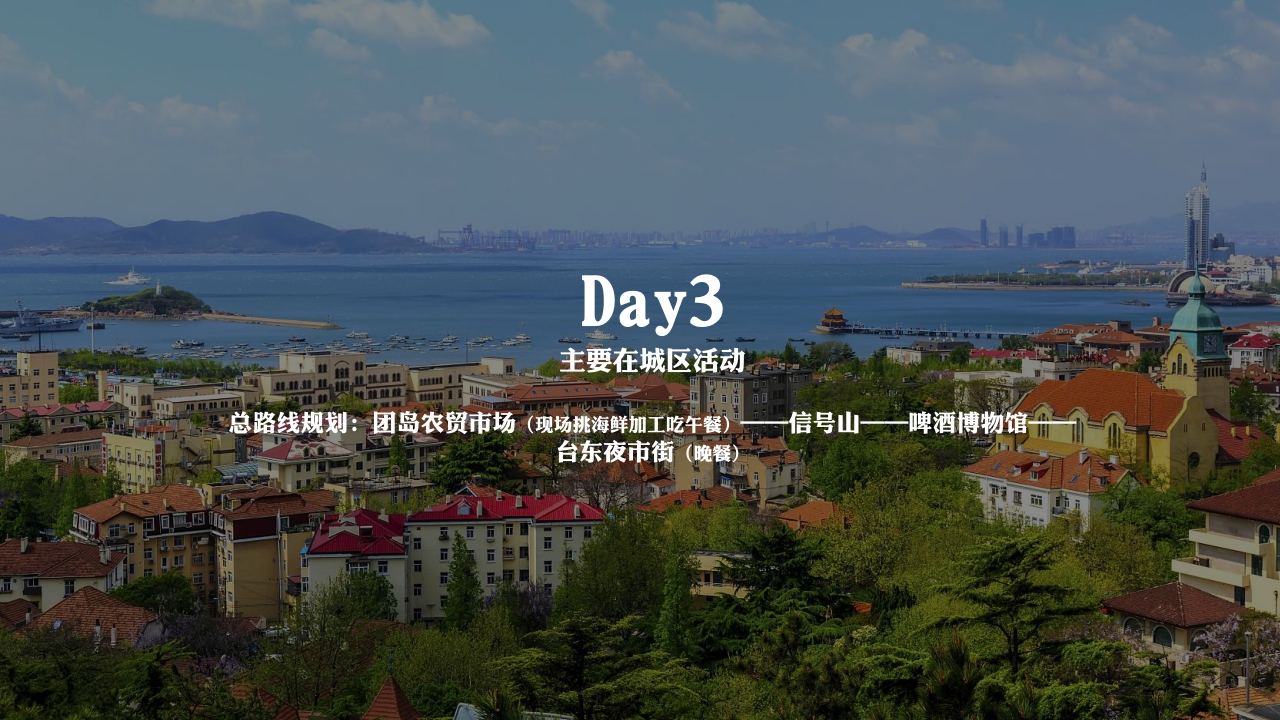 Day3
主要在城区活动
总路线规划：团岛农贸市场（现场挑海鲜加工吃午餐）——信号山——啤酒博物馆——
台东夜市街（晚餐）